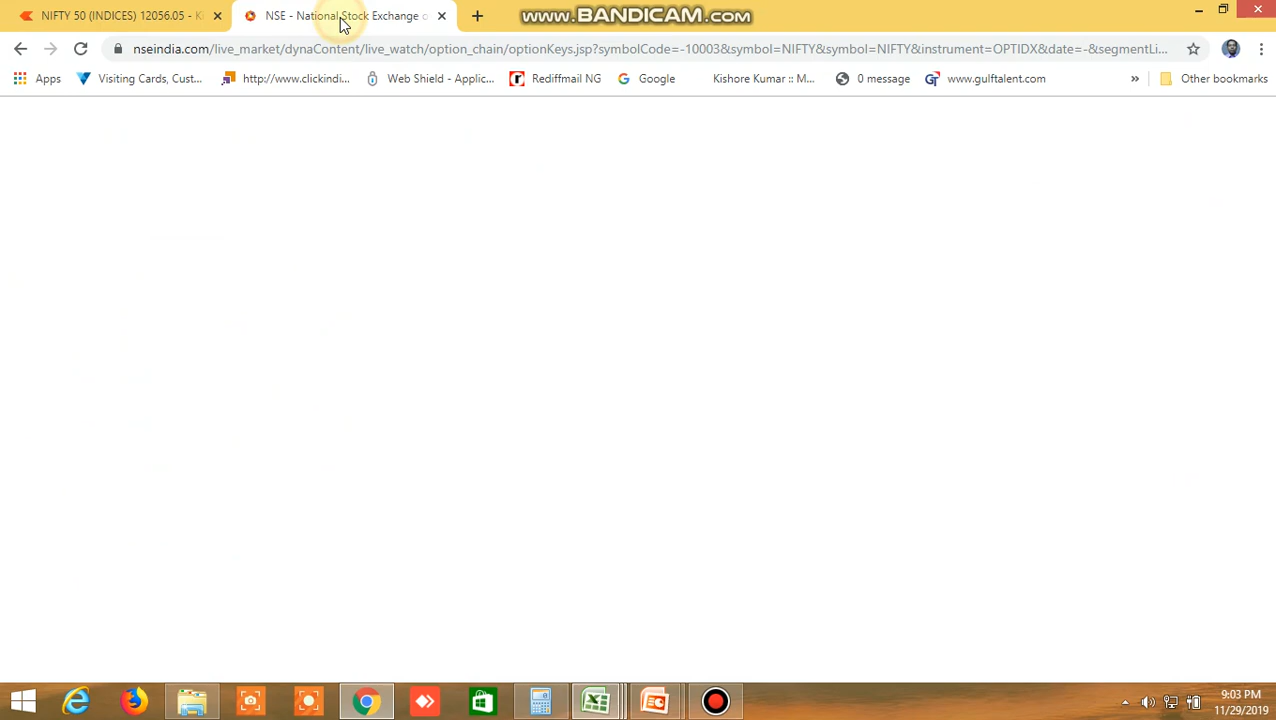 NIFTY 50 (INDICES) 12056.05 - K
NSE - National Stock Exchange o
WWW.BANDICAM.COM
nseindia.com/live_market/dynaContent/live_watch/option_chain/optionKeys.jsp?symbolCode=-10003&symbol=NIFTY&symbol=NIFTY&instrument=OPTIDX&date=-&segmentLi...
Apps Visiting Cards, Cust... http://www.clickindi... Web Shield - Applic... Rediffmail NG Google Kishore Kumar :: M... 0 message www.gulftalent.com » Other bookmarks
9:03 PM
11/29/2019